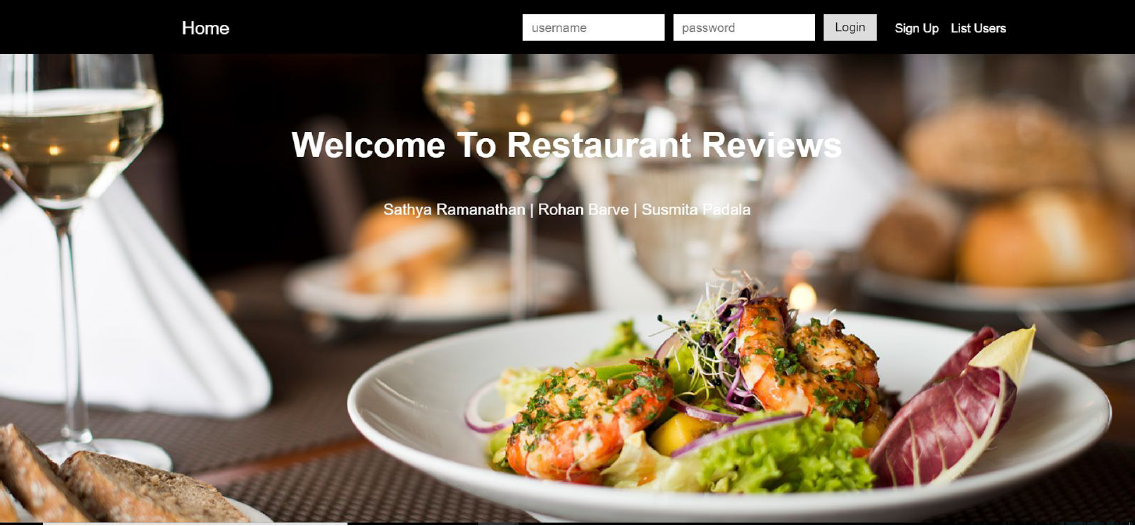 Home username password Login Sign Up List Users
Welcome To Restaurant Reviews
Sathya Ramanathan | Rohan Barve | Susmita Padala